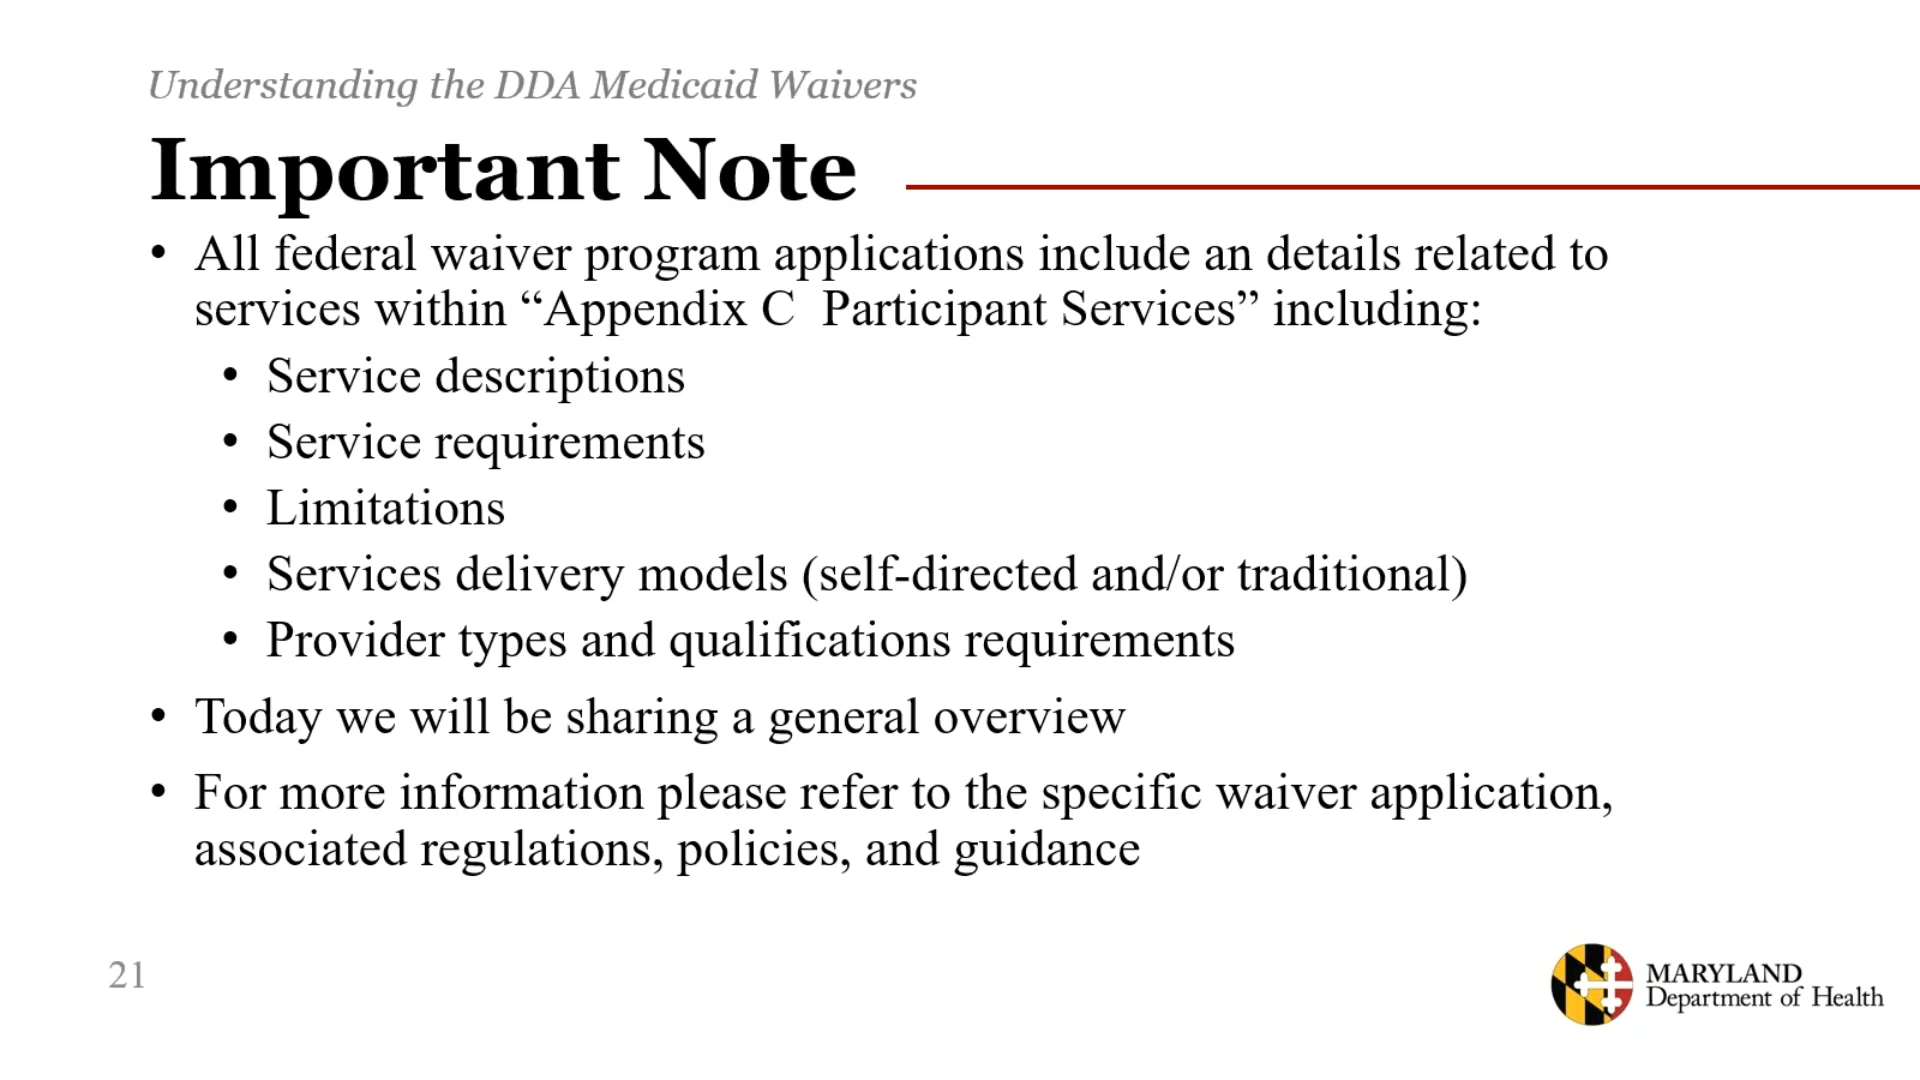 Understanding the DDA Medicaid Waivers
Important Note
• All federal waiver program applications include an details related to
services within “Appendix C  Participant Services” including:
• Service descriptions
• Service requirements
• Limitations
• Services delivery models (self-directed and/or traditional)
• Provider types and qualifications requirements
• Today we will be sharing a general overview
• For more information please refer to the specific waiver application,
associated regulations, policies, and guidance
21
MARYLAND
Department of Health